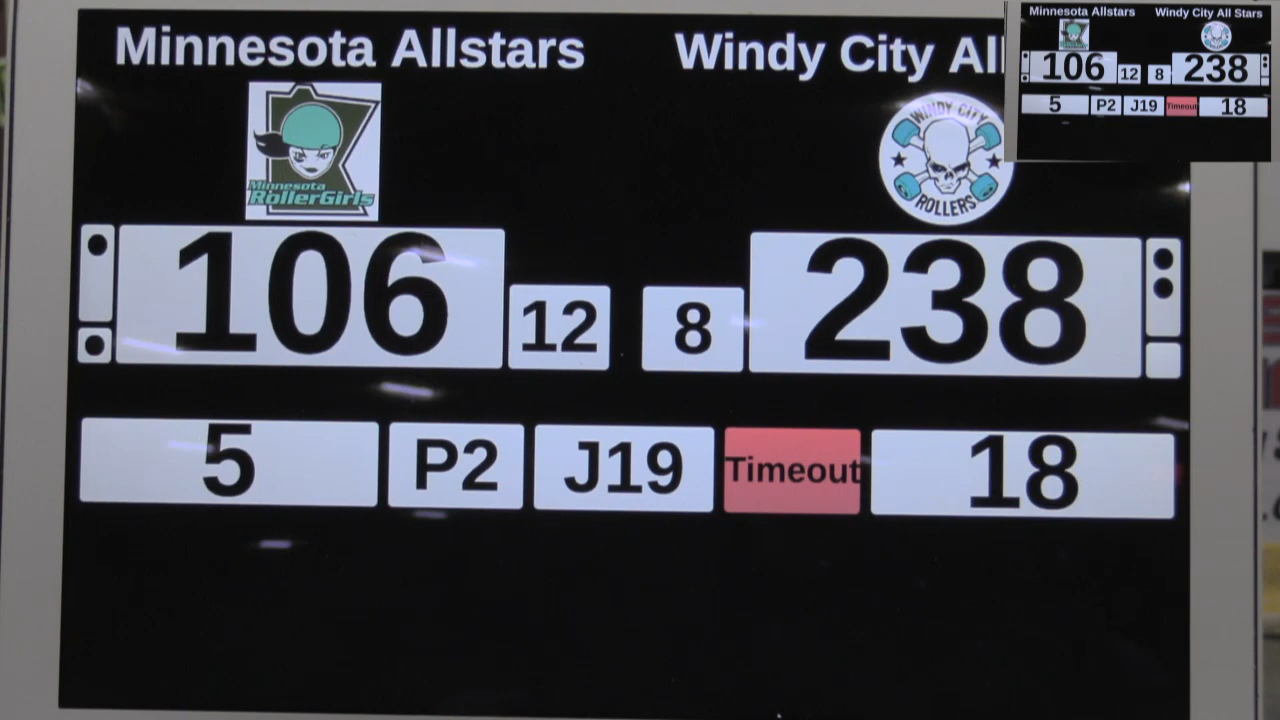 Minnesota Allstars
Windy City All
Minnesota
RollerGirls
WINDY CITY
ROLLERS
106
12
8
238
5
P2
J19
Timeout
18
Minnesota Allstars
Windy City All Stars
106
12
8
238
5
P2
J19
Timeout
18